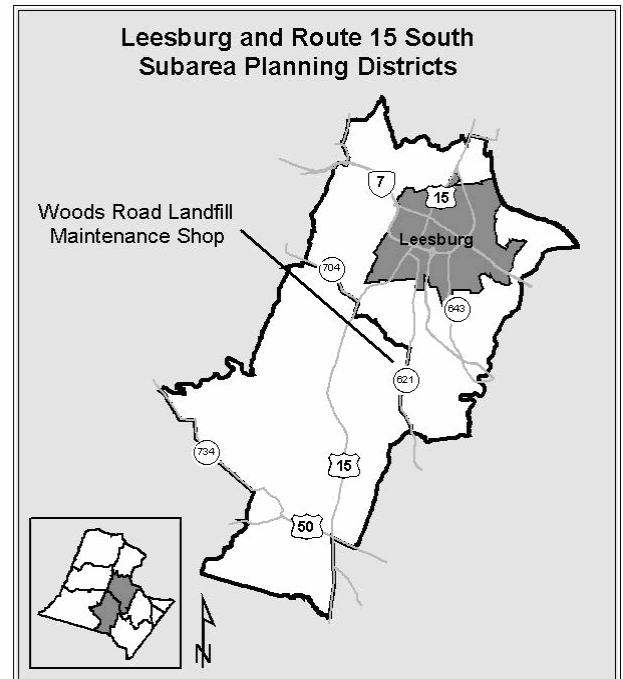 Leesburg and Route 15 South
Subarea Planning Districts
7
15
Woods Road Landfill
Maintenance Shop
Leesburg
704
643
621
734
15
50
N